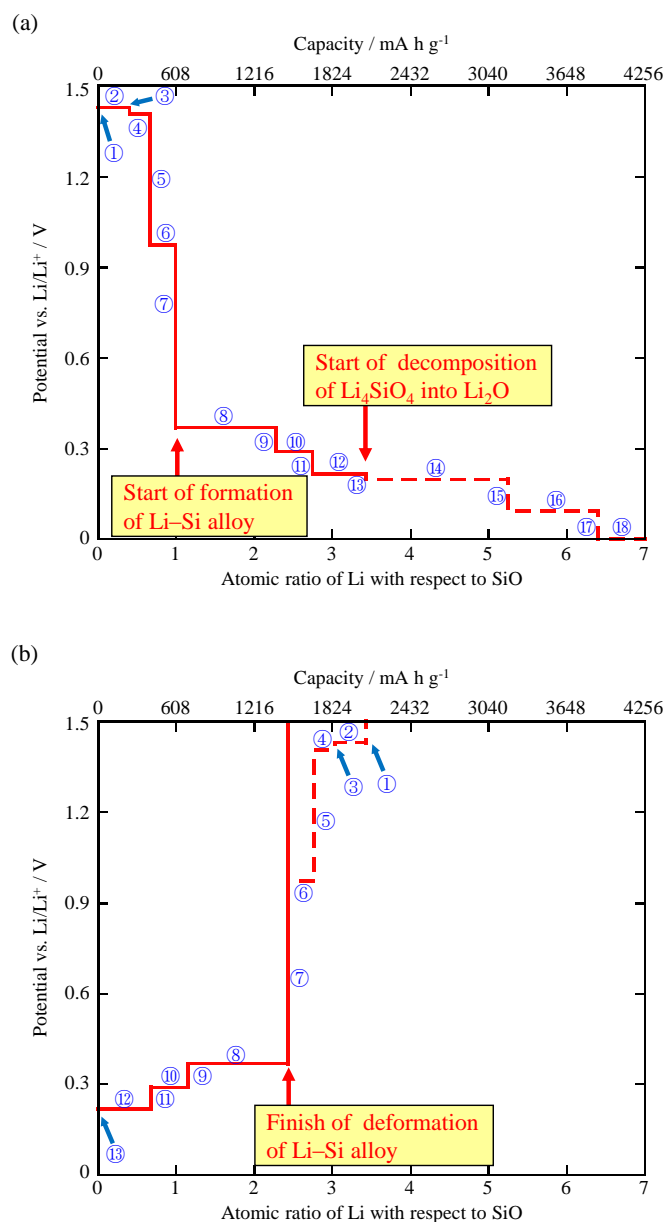 (a)
Capacity / mA h g-1
0 608 1216 1824 2432 3040 3648 4256
1.5
② ③
④
①
1.2
⑤
⑥
0.9
⑦
0.6
Start of decomposition
of Li4SiO4 into Li2O
⑧
⑨ ⑩
0.3
⑪ ⑫
⑬ ⑭
⑮ ⑯
⑰ ⑱
Start of formation
of Li–Si alloy
0
Potential vs. Li/Li+ / V
0 1 2 3 4 5 6 7
Atomic ratio of Li with respect to SiO
(b)
Capacity / mA h g-1
0 608 1216 1824 2432 3040 3648 4256
1.5
④ ②
③ ①
1.2
⑤
0.9
⑥
⑦
0.6
⑧
⑩ ⑨
0.3
⑫ ⑪
⑬
Finish of deformation
of Li–Si alloy
0
Potential vs. Li/Li+ / V
0 1 2 3 4 5 6 7
Atomic ratio of Li with respect to SiO